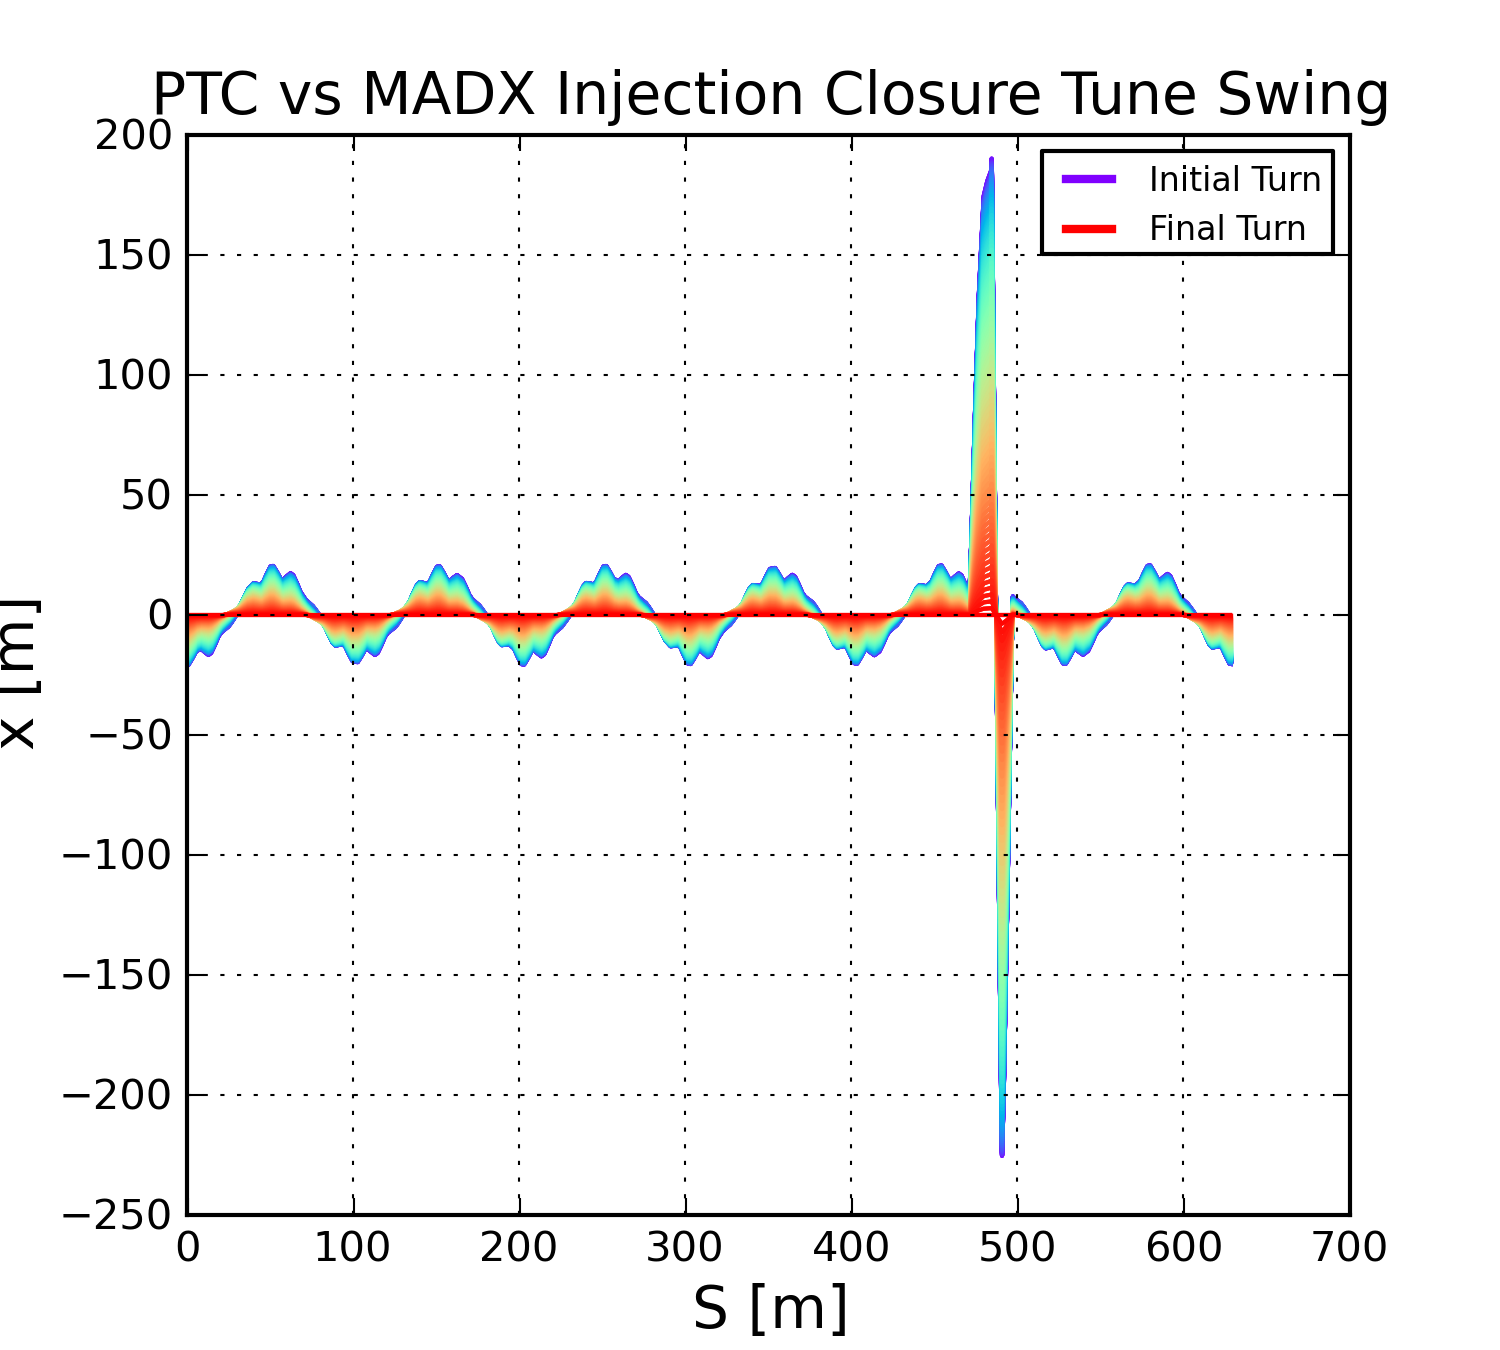 PTC vs MADX Injection Closure Tune Swing
200
150
100
50
0
−50
−100
−150
−200
−250
x [m]
Initial Turn
Final Turn
0 100 200 300 400 500 600 700
S [m]